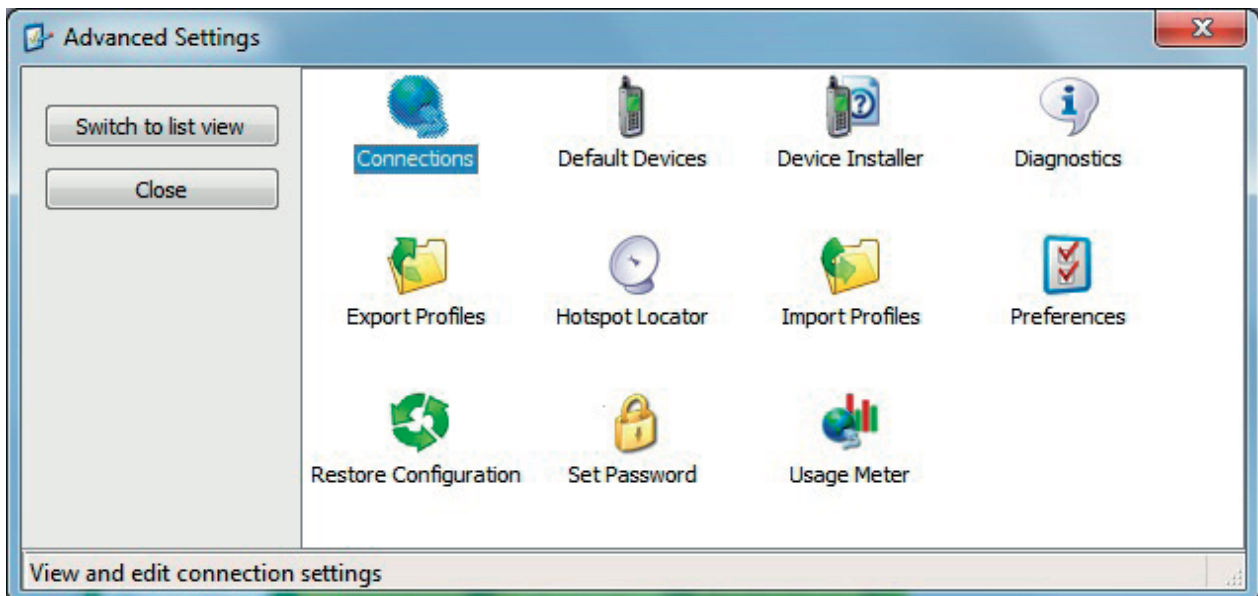 Advanced Settings
Switch to list view
Close
Connections
Default Devices
Device Installer
Diagnostics
Export Profiles
Hotspot Locator
Import Profiles
Preferences
Restore Configuration
Set Password
Usage Meter
View and edit connection settings